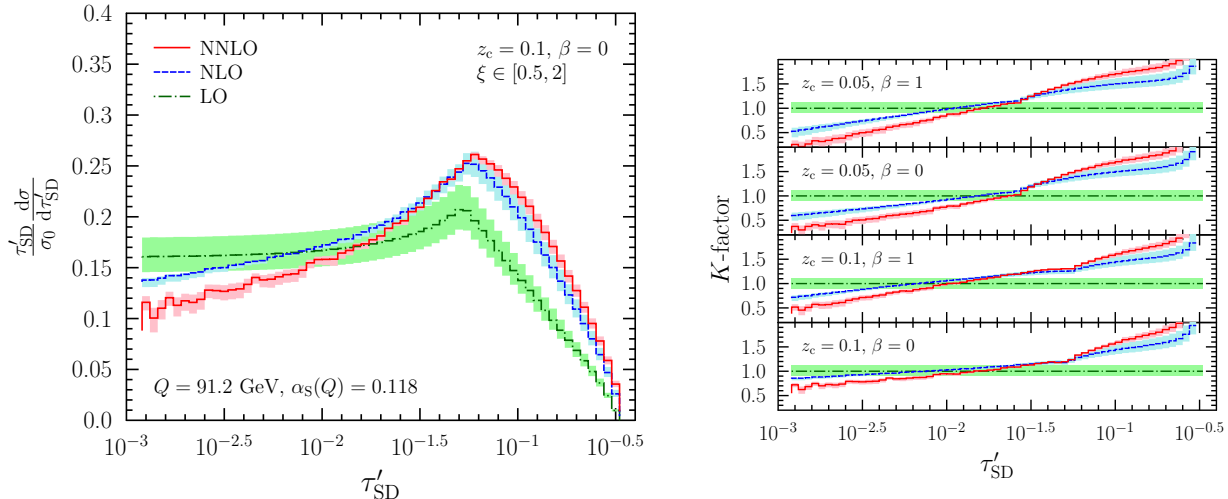 0.4
0.35
0.3
0.25
0.2
0.15
0.1
0.05
0.0
τ′_SD/σ_0 dσ/dτ′_SD
NNLO
NLO
LO
z_c = 0.1, β = 0
ξ ∈ [0.5, 2]
Q = 91.2 GeV, α_S(Q) = 0.118
10^−3 10^−2.5 10^−2 10^−1.5 10^−1 10^−0.5
τ′_SD
K-factor
1.5
1.0
0.5
z_c = 0.05, β = 1
1.5
1.0
0.5
z_c = 0.05, β = 0
1.5
1.0
0.5
z_c = 0.1, β = 1
1.5
1.0
0.5
z_c = 0.1, β = 0
10^−3 10^−2.5 10^−2 10^−1.5 10^−1 10^−0.5
τ′_SD